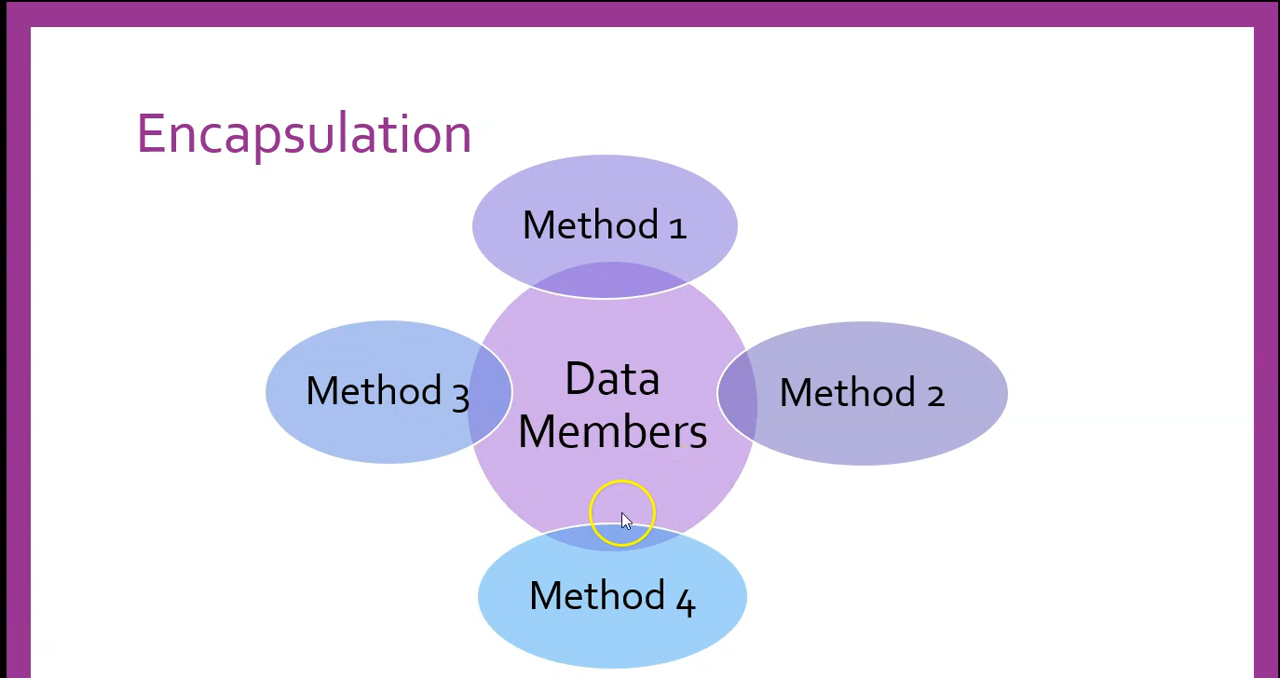 Encapsulation
Method 1
Method 3
Data
Members
Method 2
Method 4